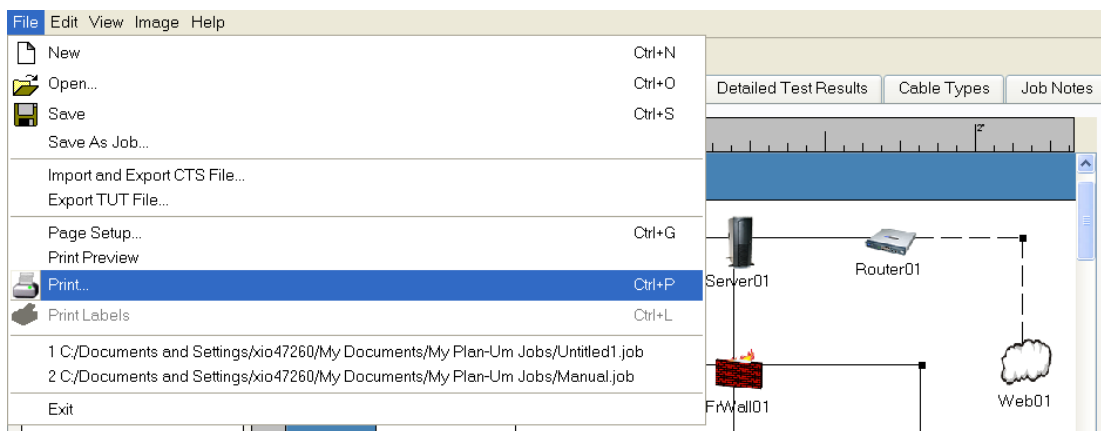 File Edit View Image Help
New Ctrl+N
Open... Ctrl+O
Save Ctrl+S
Save As Job...
Import and Export CTS File...
Export TUT File...
Page Setup... Ctrl+G
Print Preview
Print... Ctrl+P
Print Labels Ctrl+L
1 C:/Documents and Settings/xio47260/My Documents/My Plan-Um Jobs/Untitled1.job
2 C:/Documents and Settings/xio47260/My Documents/My Plan-Um Jobs/Manual.job
Exit
Detailed Test Results Cable Types Job Notes
2"
Server01
Router01
FrWall01
Web01